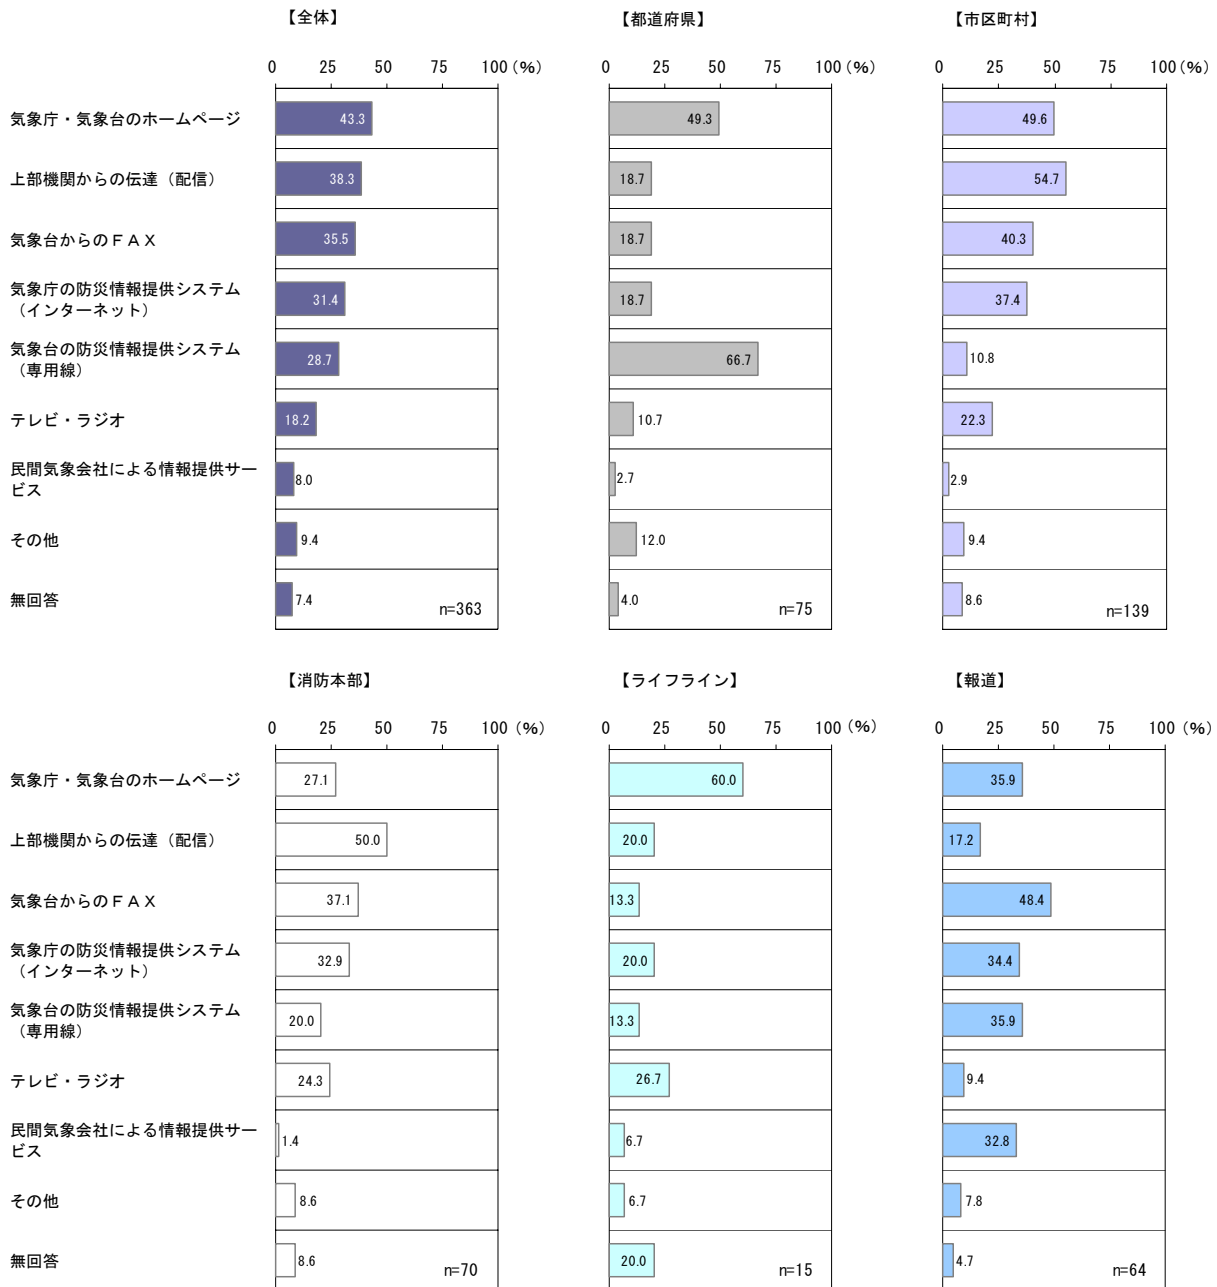 【全体】 【都道府県】 【市区町村】
0 25 50 75 100 (%) 0 25 50 75 100 (%) 0 25 50 75 100 (%)
気象庁・気象台のホームページ 43.3 49.3 49.6
上部機関からの伝達（配信） 38.3 18.7 54.7
気象台からのＦＡＸ 35.5 18.7 40.3
気象庁の防災情報提供システム
（インターネット） 31.4 18.7 37.4
気象台の防災情報提供システム
（専用線） 28.7 66.7 10.8
テレビ・ラジオ 18.2 10.7 22.3
民間気象会社による情報提供サー
ビス 8.0 2.7 2.9
その他 9.4 12.0 9.4
無回答 7.4 n=363 4.0 n=75 8.6 n=139
【消防本部】 【ライフライン】 【報道】
0 25 50 75 100 (%) 0 25 50 75 100 (%) 0 25 50 75 100 (%)
気象庁・気象台のホームページ 27.1 60.0 35.9
上部機関からの伝達（配信） 50.0 20.0 17.2
気象台からのＦＡＸ 37.1 13.3 48.4
気象庁の防災情報提供システム
（インターネット） 32.9 20.0 34.4
気象台の防災情報提供システム
（専用線） 20.0 13.3 35.9
テレビ・ラジオ 24.3 26.7 9.4
民間気象会社による情報提供サー
ビス 1.4 6.7 32.8
その他 8.6 6.7 7.8
無回答 8.6 n=70 20.0 n=15 4.7 n=64